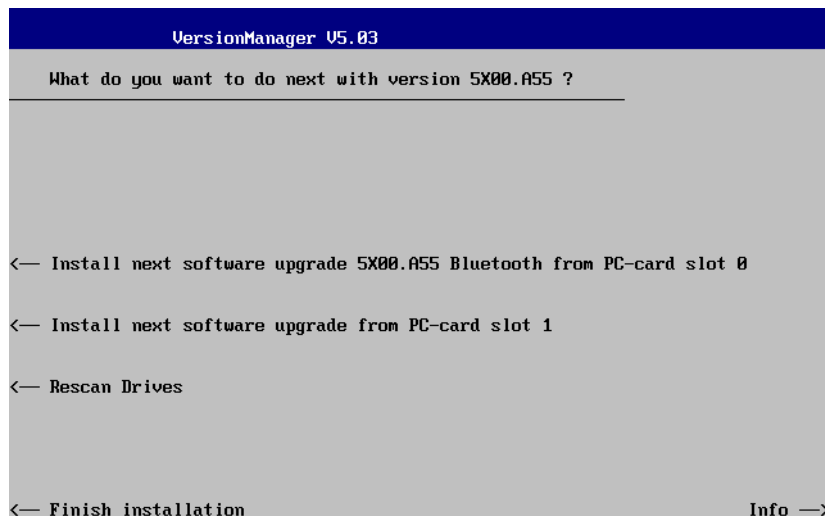 VersionManager V5.03
What do you want to do next with version 5X00.A55 ?
<— Install next software upgrade 5X00.A55 Bluetooth from PC-card slot 0
<— Install next software upgrade from PC-card slot 1
<— Rescan Drives
<— Finish installation Info —>